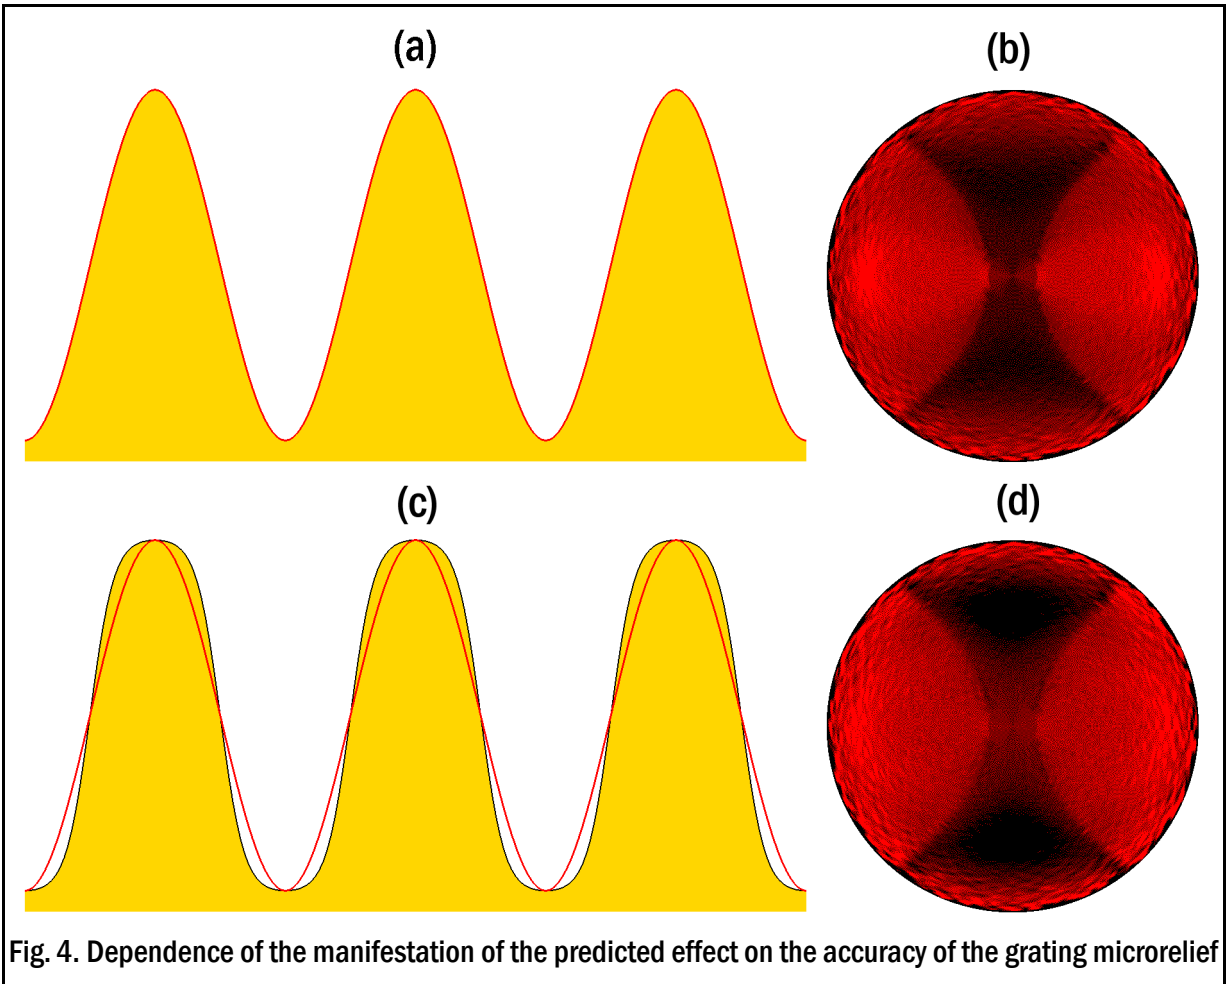 (a)
(b)
(c)
(d)
Fig. 4. Dependence of the manifestation of the predicted effect on the accuracy of the grating microrelief